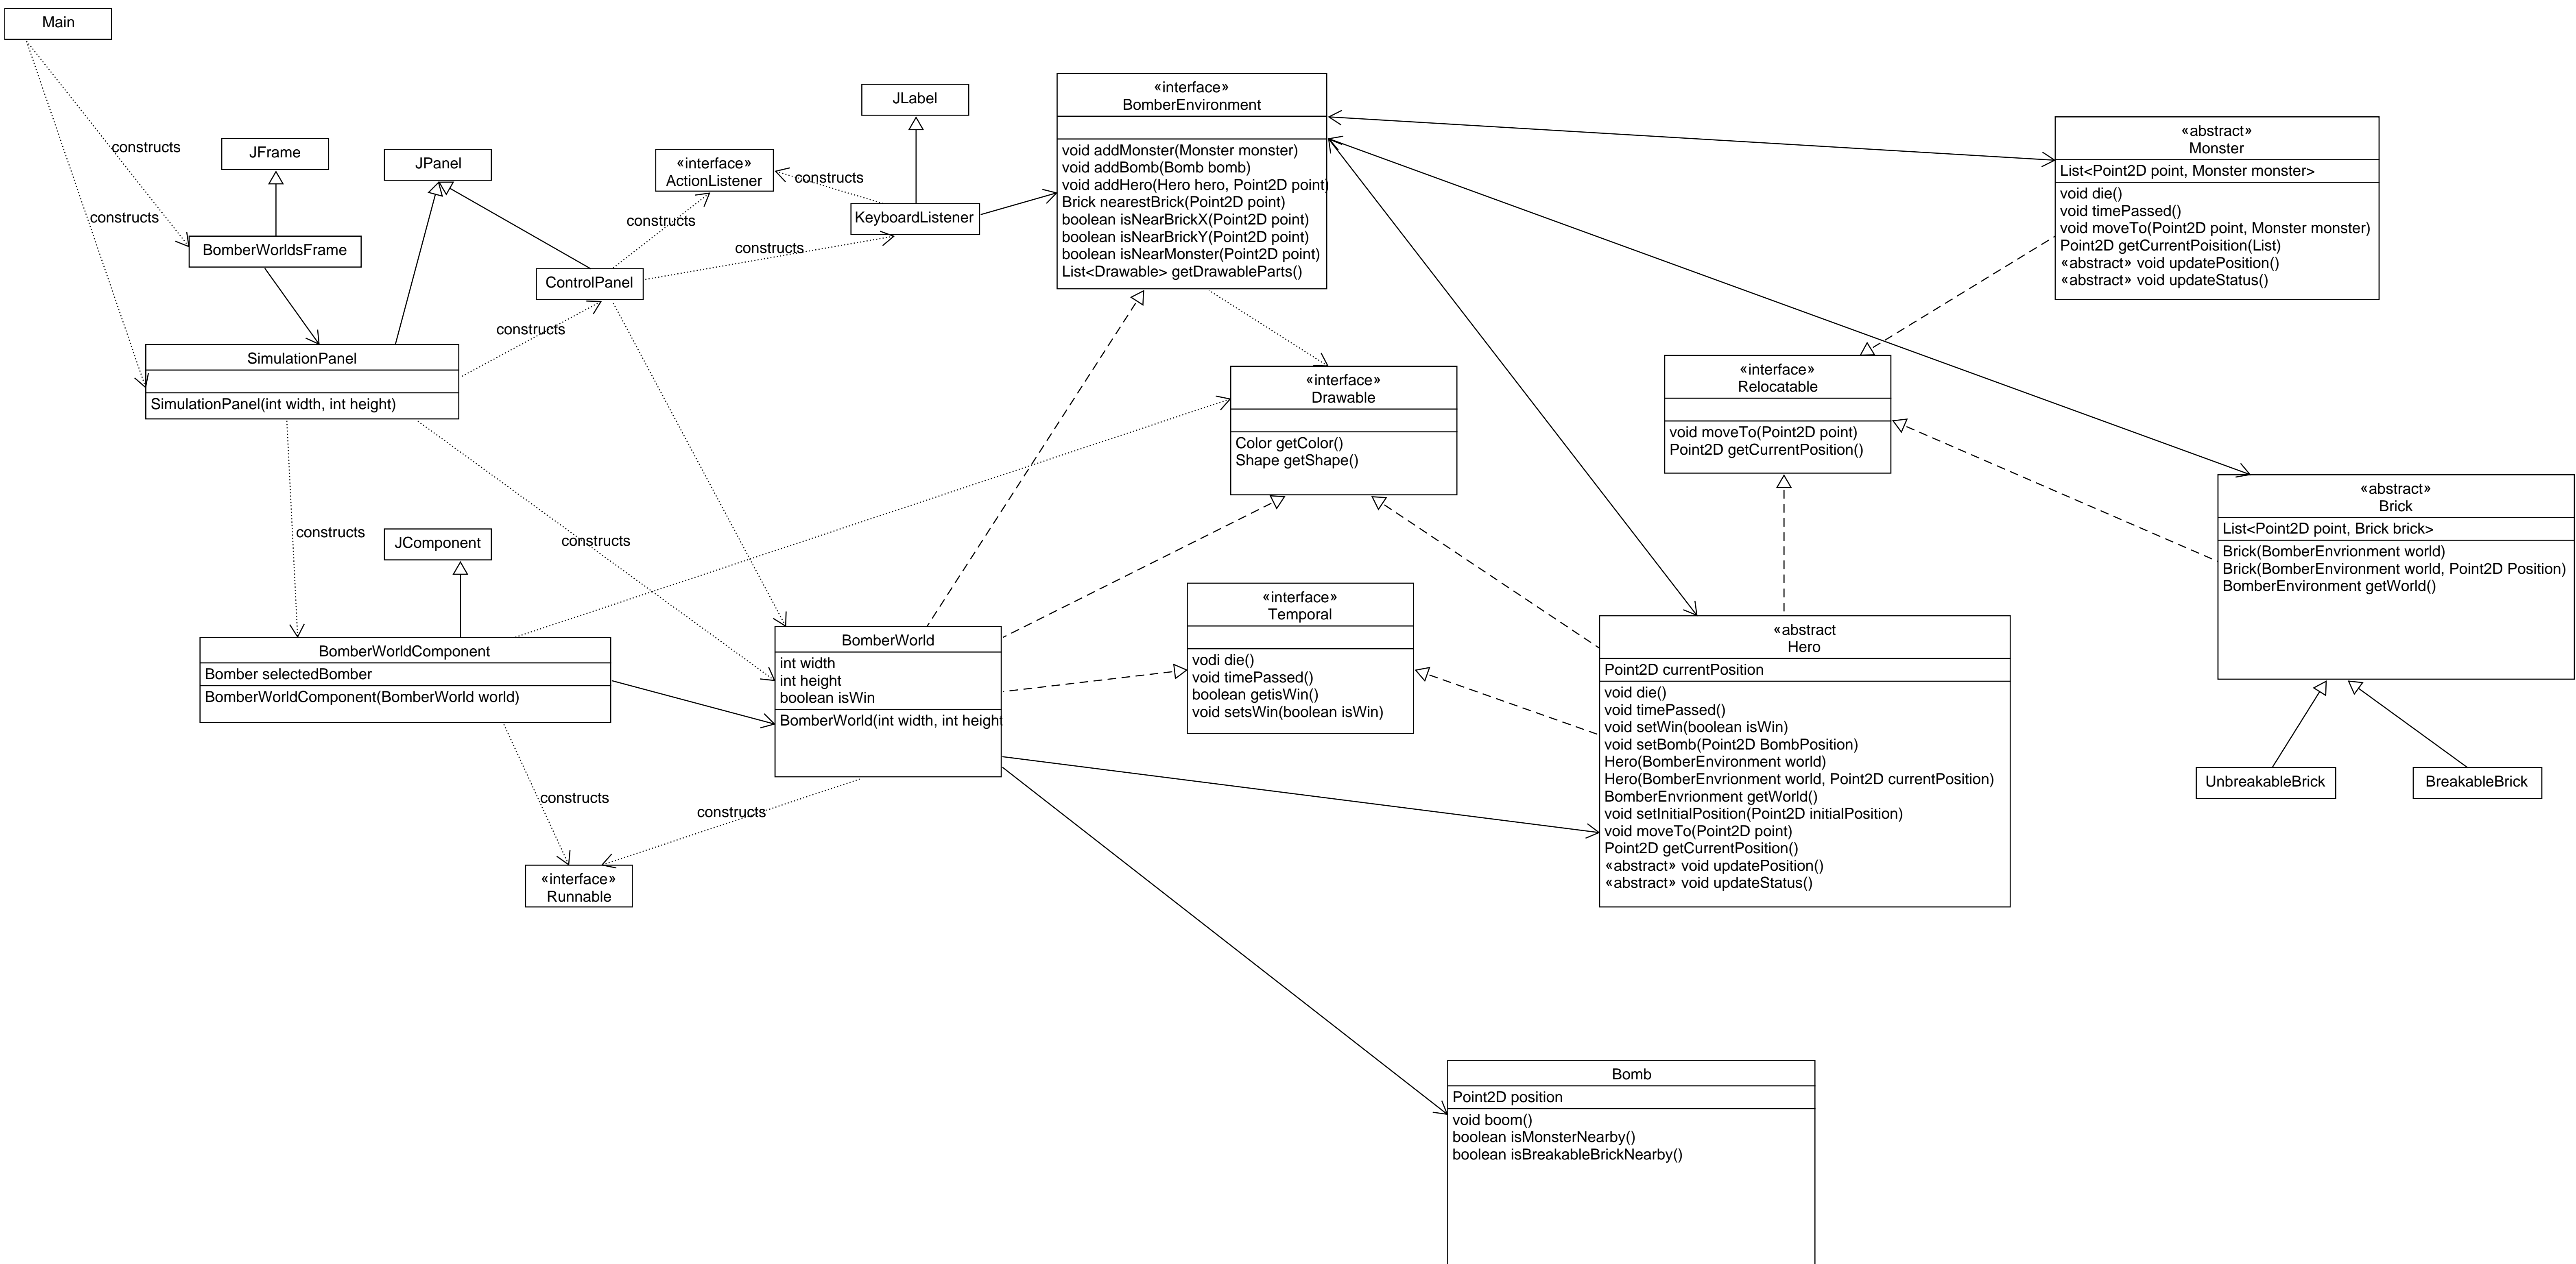 Main
constructs
constructs
JFrame
BomberWorldsFrame
JPanel
«interface»
ActionListener
constructs
constructs
constructs
JLabel
KeyboardListener
ControlPanel
constructs
SimulationPanel
SimulationPanel(int width, int height)
constructs
constructs
JComponent
BomberWorldComponent
Bomber selectedBomber
BomberWorldComponent(BomberWorld world)
constructs
constructs
«interface»
Runnable
BomberWorld
int width
int height
boolean isWin
BomberWorld(int width, int height
«interface»
BomberEnvironment
void addMonster(Monster monster)
void addBomb(Bomb bomb)
void addHero(Hero hero, Point2D point)
Brick nearestBrick(Point2D point)
boolean isNearBrickX(Point2D point)
boolean isNearBrickY(Point2D point)
boolean isNearMonster(Point2D point)
List<Drawable> getDrawableParts()
«interface»
Drawable
Color getColor()
Shape getShape()
«interface»
Temporal
vodi die()
void timePassed()
boolean getisWin()
void setsWin(boolean isWin)
«abstract»
Monster
List<Point2D point, Monster monster>
void die()
void timePassed()
void moveTo(Point2D point, Monster monster)
Point2D getCurrentPoisition(List)
«abstract» void updatePosition()
«abstract» void updateStatus()
«interface»
Relocatable
void moveTo(Point2D point)
Point2D getCurrentPosition()
«abstract»
Brick
List<Point2D point, Brick brick>
Brick(BomberEnvrionment world)
Brick(BomberEnvironment world, Point2D Position)
BomberEnvironment getWorld()
UnbreakableBrick
BreakableBrick
«abstract
Hero
Point2D currentPosition
void die()
void timePassed()
void setWin(boolean isWin)
void setBomb(Point2D BombPosition)
Hero(BomberEnvironment world)
Hero(BomberEnvrionment world, Point2D currentPosition)
BomberEnvrionment getWorld()
void setInitialPosition(Point2D initialPosition)
void moveTo(Point2D point)
Point2D getCurrentPosition()
«abstract» void updatePosition()
«abstract» void updateStatus()
Bomb
Point2D position
void boom()
boolean isMonsterNearby()
boolean isBreakableBrickNearby()